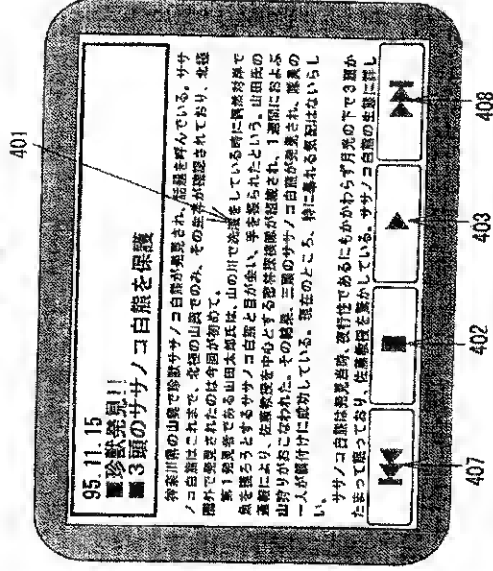 401
95.11.15
■珍獣発見!!
■3頭のササノコ白熊を保護
神奈川県の山奥で珍獣ササノコ白熊が発見され、話題を呼んでいる。ササ
ノコ白熊はこれまで、北極の山奥でのみ、その生存が確認されており、北極
圏外で発見されたのは今回が初めて。
第1発見者である山田太郎氏は、山の川で洗濯をしている時に偶然対岸で
魚を捕ろうとするササノコ白熊と目が合い、手を振られたという。山田氏の
通報により、佐藤教授を中心とする密林探検隊が組織され、1週間におよぶ
山狩りがおこなわれた。その結果、三頭のササノコ白熊が発見され、隊員の
一人が餌付けに成功している。現在のところ、特に暴れる気配はないらし
い。
ササノコ白熊は発見当時、夜行性であるにもかかわらず月光の下で3頭か
たまって眠っており、佐藤教授を驚かしている。ササノコ白熊の生態に詳し
407 402 403 408